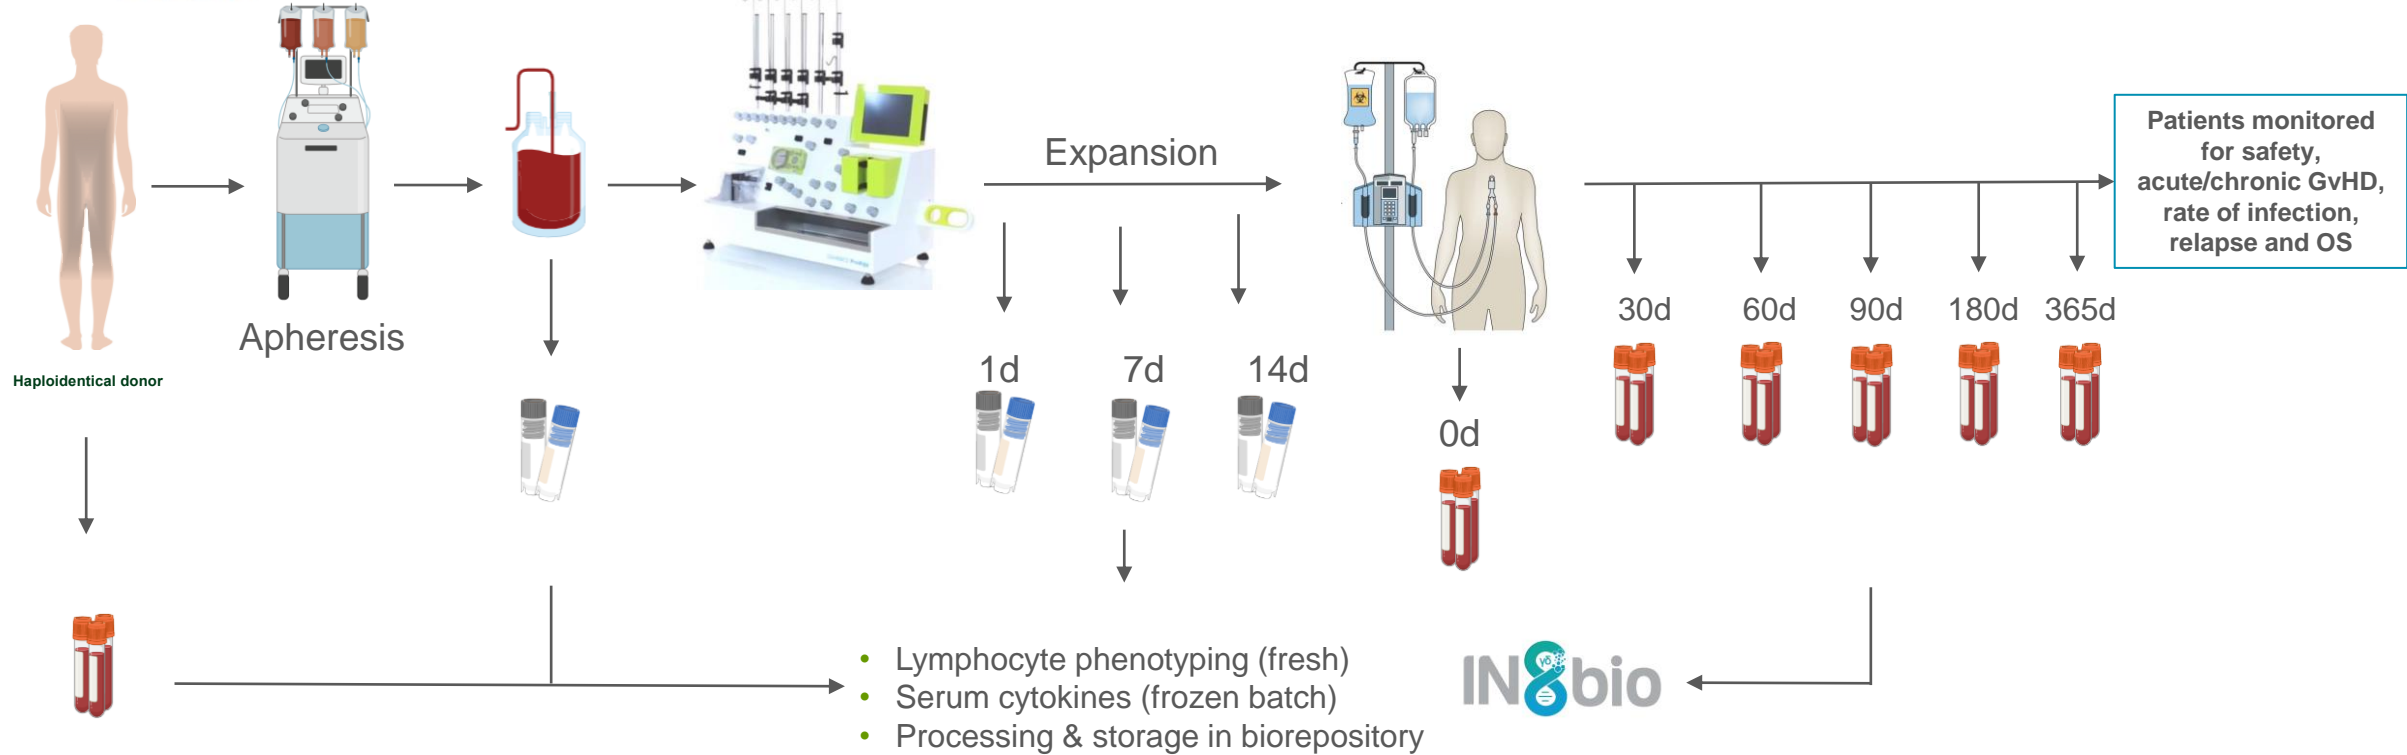 Expansion
Patients monitored
for safety,
acute/chronic GvHD,
rate of infection,
relapse and OS
Apheresis
Haploidentical donor
1d
7d
14d
0d
30d
60d
90d
180d
365d
• Lymphocyte phenotyping (fresh)
• Serum cytokines (frozen batch)
• Processing & storage in biorepository
IN8bio
γδ